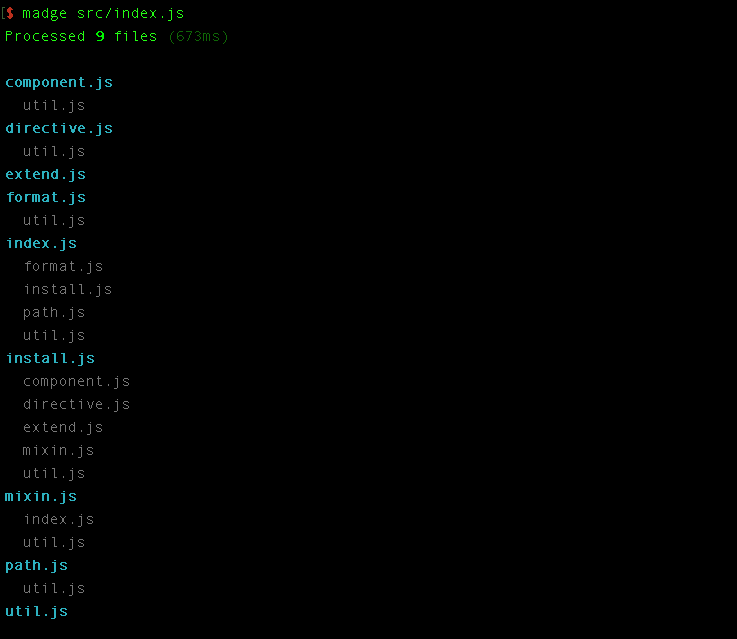 [$ madge src/index.js
Processed 9 files (673ms)
component.js
util.js
directive.js
util.js
extend.js
format.js
util.js
index.js
format.js
install.js
path.js
util.js
install.js
component.js
directive.js
extend.js
mixin.js
util.js
mixin.js
index.js
util.js
path.js
util.js
util.js